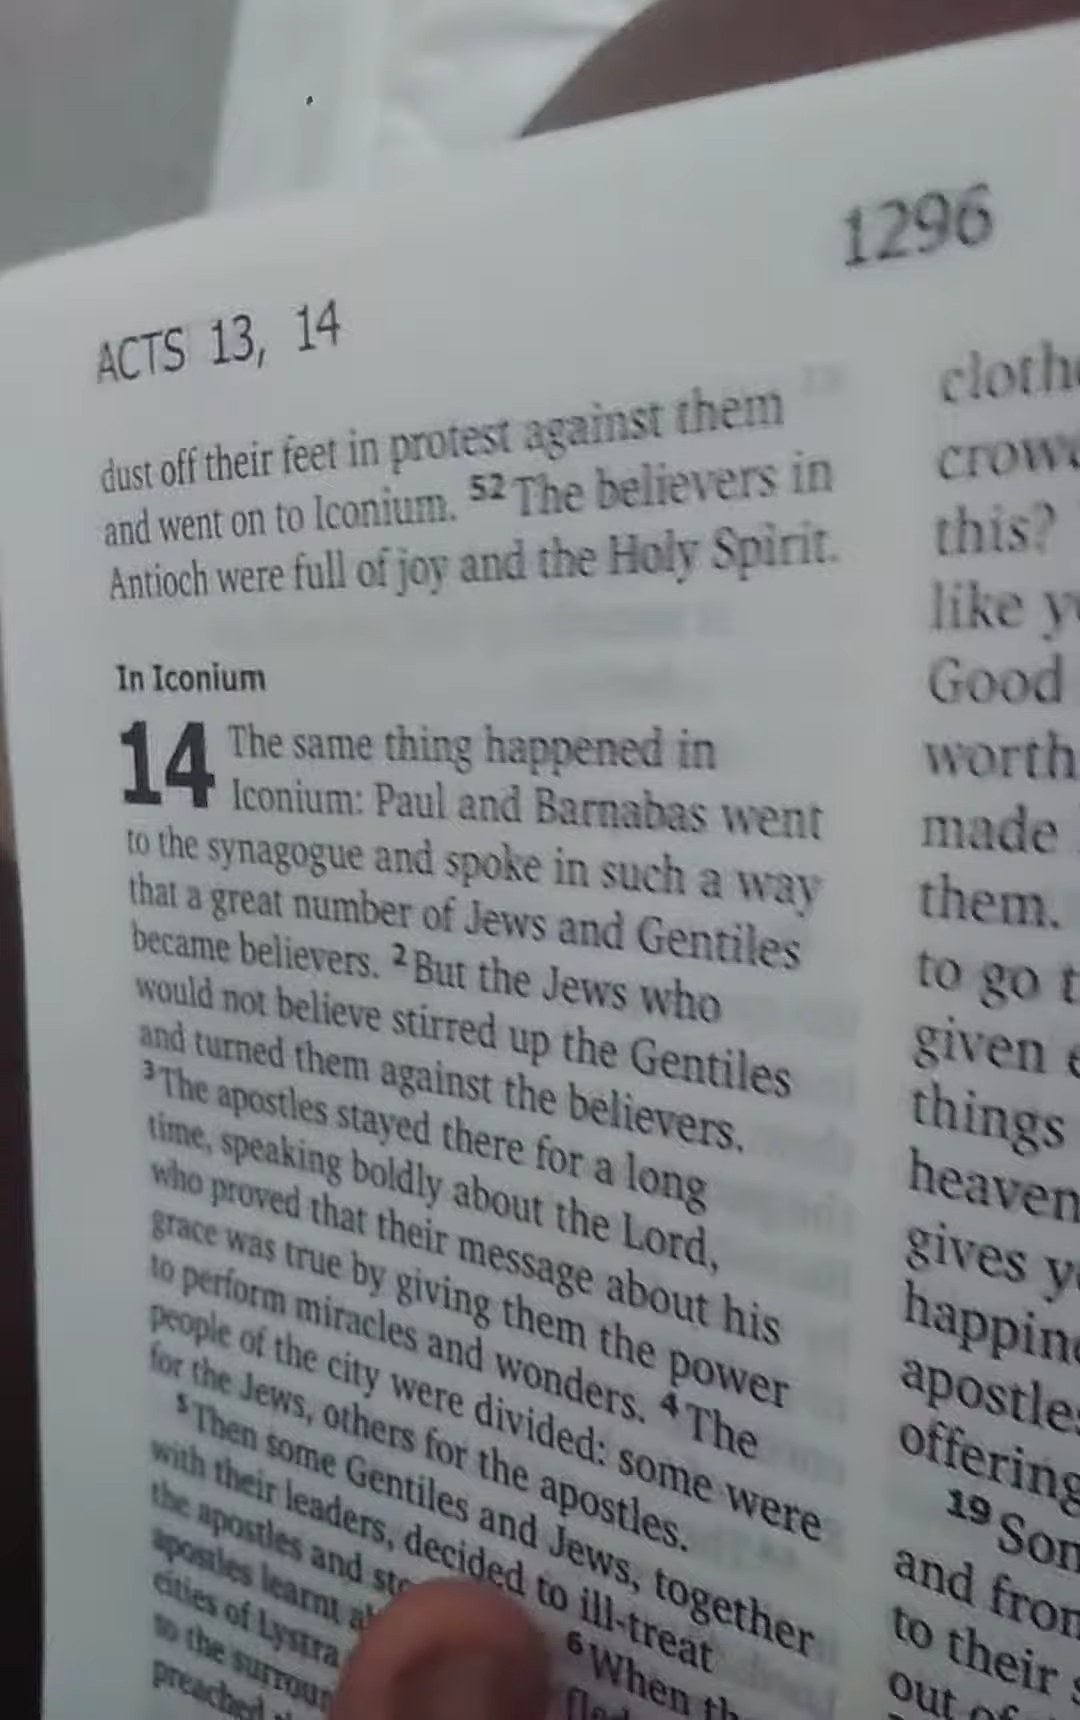 1296
ACTS 13, 14
dust off their feet in protest against them
and went on to Iconium. 52 The believers in
Antioch were full of joy and the Holy Spirit.
In Iconium
14 The same thing happened in
Iconium: Paul and Barnabas went
to the synagogue and spoke in such a way
that a great number of Jews and Gentiles
became believers. 2 But the Jews who
would not believe stirred up the Gentiles
and turned them against the believers.
3 The apostles stayed there for a long
time, speaking boldly about the Lord,
who proved that their message about his
grace was true by giving them the power
to perform miracles and wonders. 4 The
people of the city were divided: some were
for the Jews, others for the apostles.
5 Then some Gentiles and Jews, together
with their leaders, decided to ill-treat
the apostles and
6 When
apostles learnt
cities of Lystra
to the
preached
this?
like
Good
worth
made
them.
to go
given
things
heaven
gives
offering
19
and
to their
out